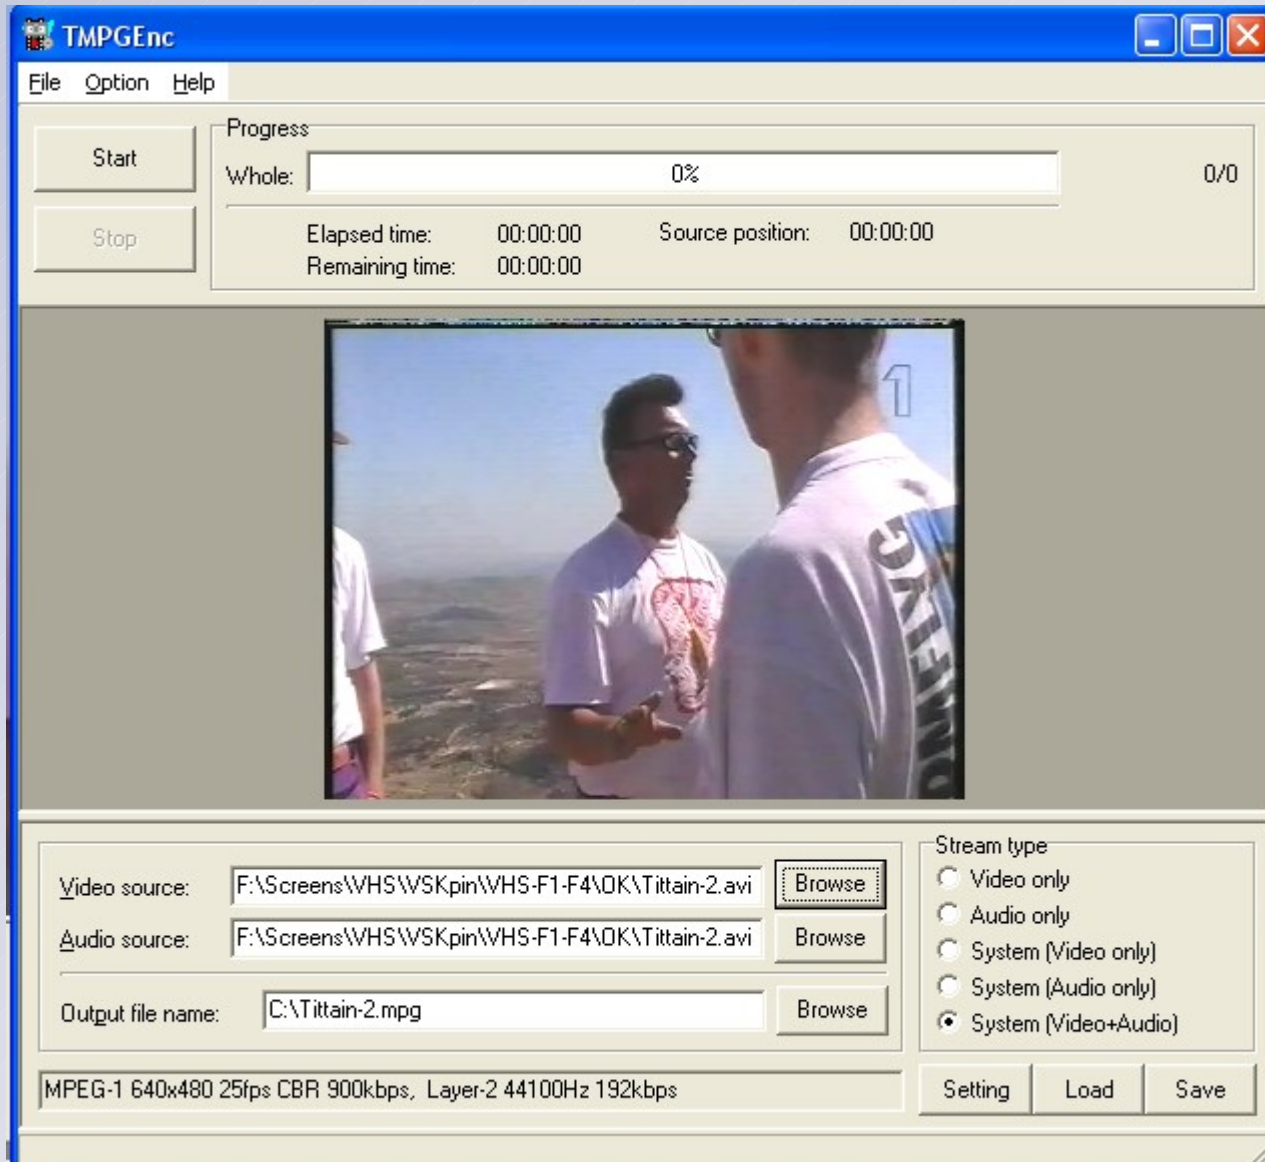 TMPGEnc
File Option Help
Progress
Start
Whole: 0% 0/0
Stop
Elapsed time: 00:00:00 Source position: 00:00:00
Remaining time: 00:00:00
1
Stream type
Video source: F:\Screens\VHS\VSKpin\VHS-F1-F4\OK\Tittain-2.avi Browse
Video only
Audio only
Audio source: F:\Screens\VHS\VSKpin\VHS-F1-F4\OK\Tittain-2.avi Browse
System (Video only)
System (Audio only)
Output file name: C:\Tittain-2.mpg Browse
System (Video+Audio)
MPEG-1 640x480 25fps CBR 900kbps, Layer-2 44100Hz 192kbps
Setting Load Save